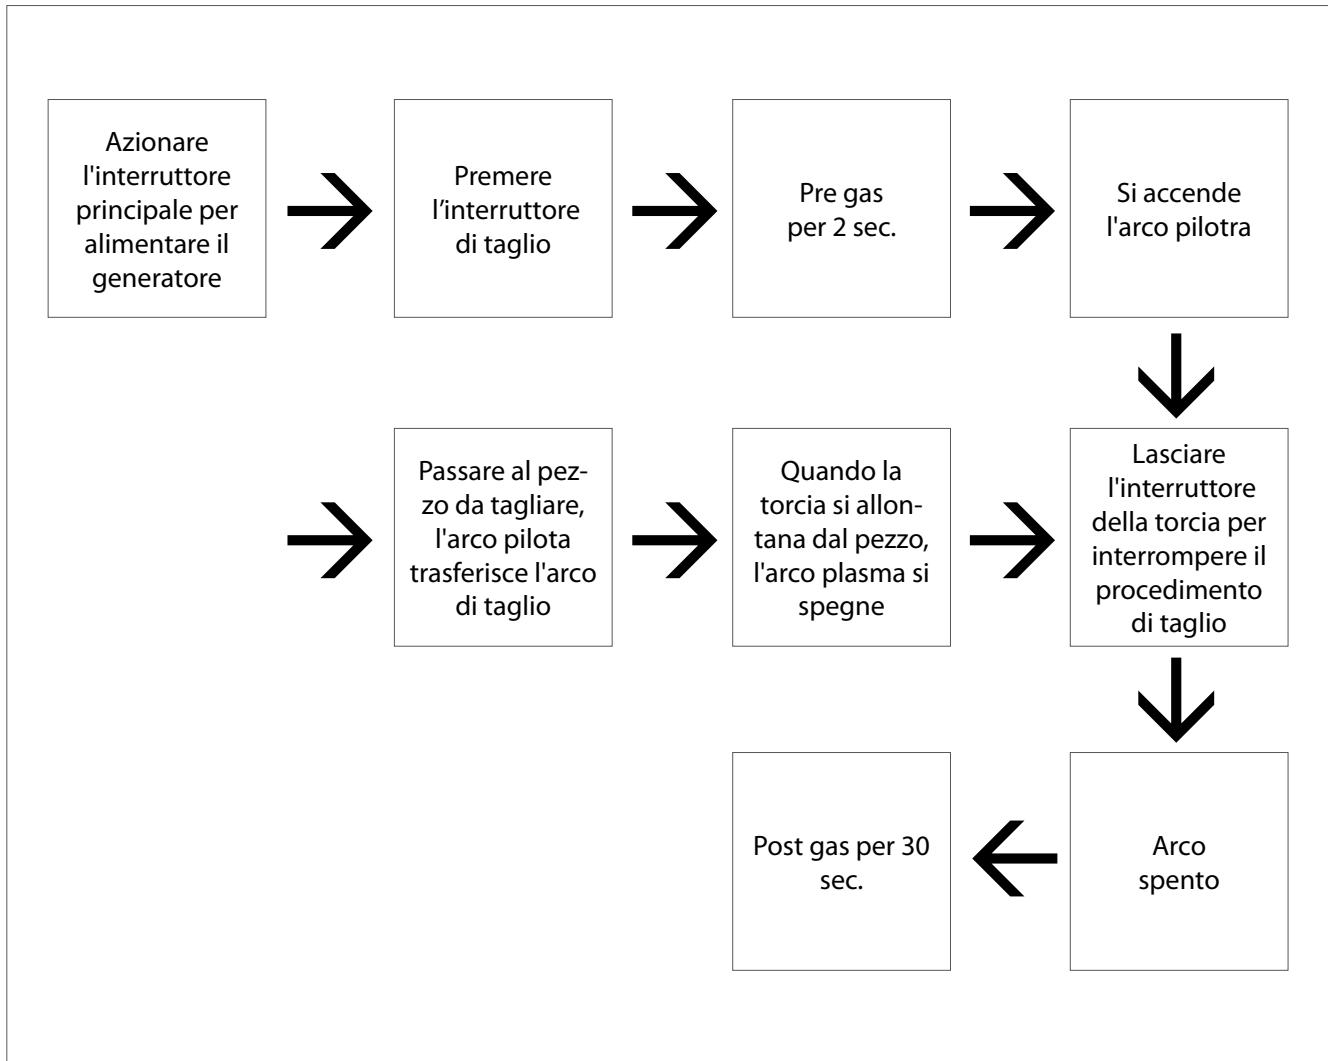 Azionare
l'interruttore
principale per
alimentare il
generatore
Premere
l’interruttore
di taglio
Pre gas
per 2 sec.
Si accende
l'arco pilotra
Passare al pez-
zo da tagliare,
l'arco pilota
trasferisce l'arco
di taglio
Quando la
torcia si allon-
tana dal pezzo,
l'arco plasma si
spegne
Lasciare
l'interruttore
della torcia per
interrompere il
procedimento
di taglio
Post gas per 30
sec.
Arco
spento